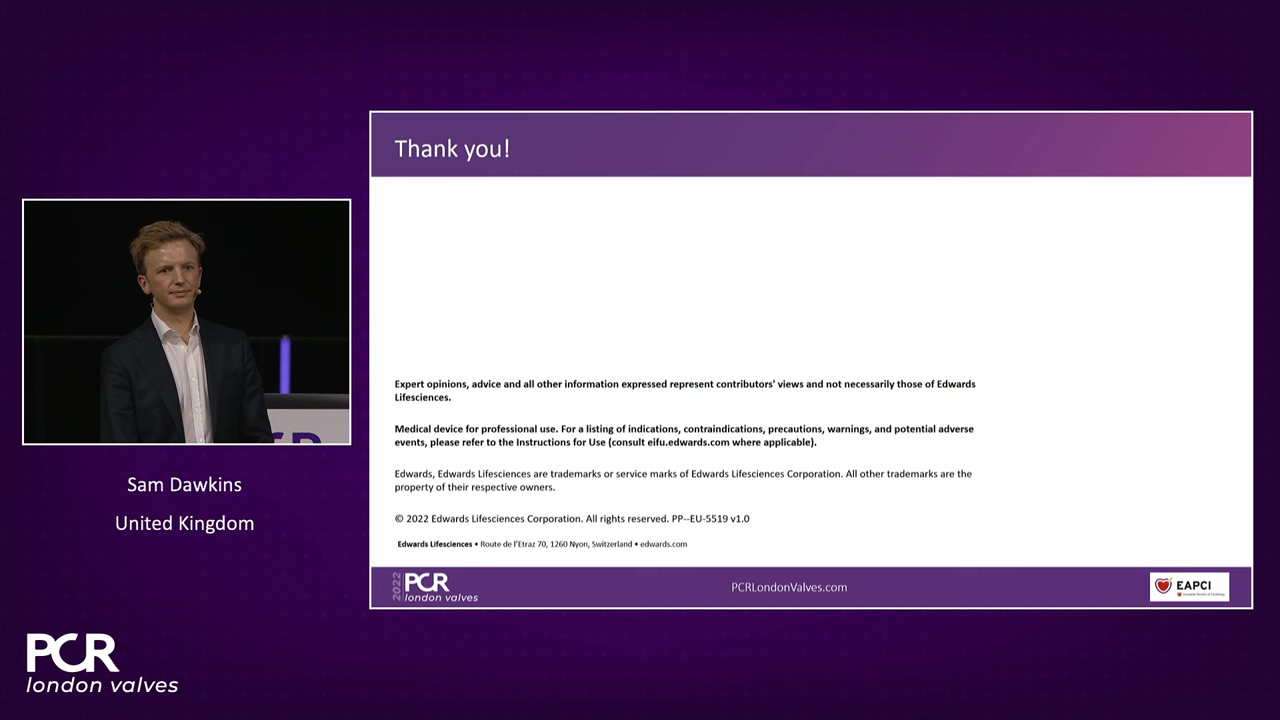 Thank you!
Expert opinions, advice and all other information expressed represent contributors' views and not necessarily those of Edwards
Lifesciences.
Medical device for professional use. For a listing of indications, contraindications, precautions, warnings, and potential adverse
events, please refer to the Instructions for Use (consult eifu.edwards.com where applicable).
Edwards, Edwards Lifesciences are trademarks or service marks of Edwards Lifesciences Corporation. All other trademarks are the
property of their respective owners.
© 2022 Edwards Lifesciences Corporation. All rights reserved. PP--EU-5519 v1.0
Edwards Lifesciences • Route de l'Etraz 70, 1260 Nyon, Switzerland • edwards.com
2022
PCR
london valves
PCRLondonValves.com
EAPCI
European Society of Cardiology
Sam Dawkins
United Kingdom
PCR
london valves